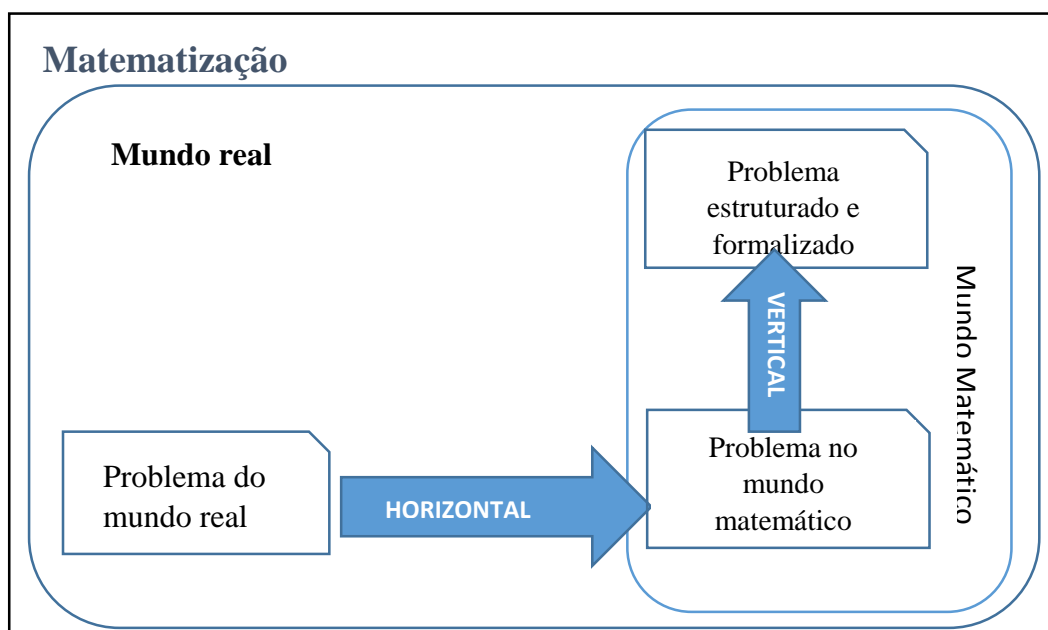 Matematização
Mundo real
Problema
estruturado e
formalizado
Mundo Matemático
VERTICAL
Problema do
mundo real
HORIZONTAL
Problema no
mundo
matemático